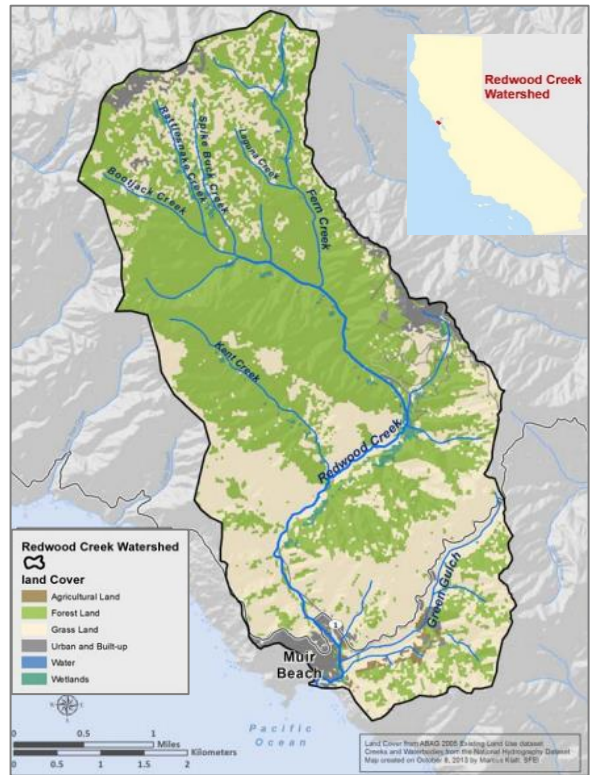 Redwood Creek
Watershed
Rattlesnake Creek
Spike Buck Creek
Laguna Creek
Bootjack Creek
Fern Creek
Kent Creek
Redwood Creek
Green Gulch
1
Muir
Beach
Pacific
Ocean
Redwood Creek Watershed
land Cover
Agricultural Land
Forest Land
Grass Land
Urban and Built-up
Water
Wetlands
0 0.5 1
Miles
Kilometers
0 0.5 1 1.5 2
Land Cover from ABAG 2005 Existing Land Use dataset
Creeks and Waterbodies from the National Hydrography Dataset
Map created on October 8, 2013 by Marcus Klatt, SFEI